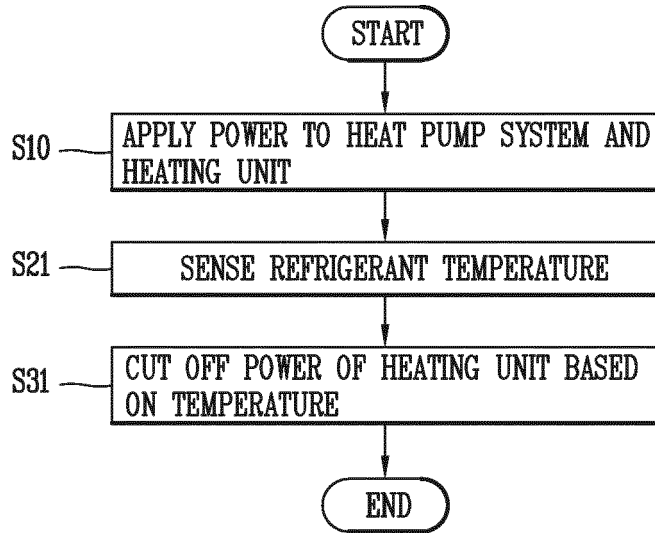 START
S10
APPLY POWER TO HEAT PUMP SYSTEM AND
HEATING UNIT
S21
SENSE REFRIGERANT TEMPERATURE
S31
CUT OFF POWER OF HEATING UNIT BASED
ON TEMPERATURE
END